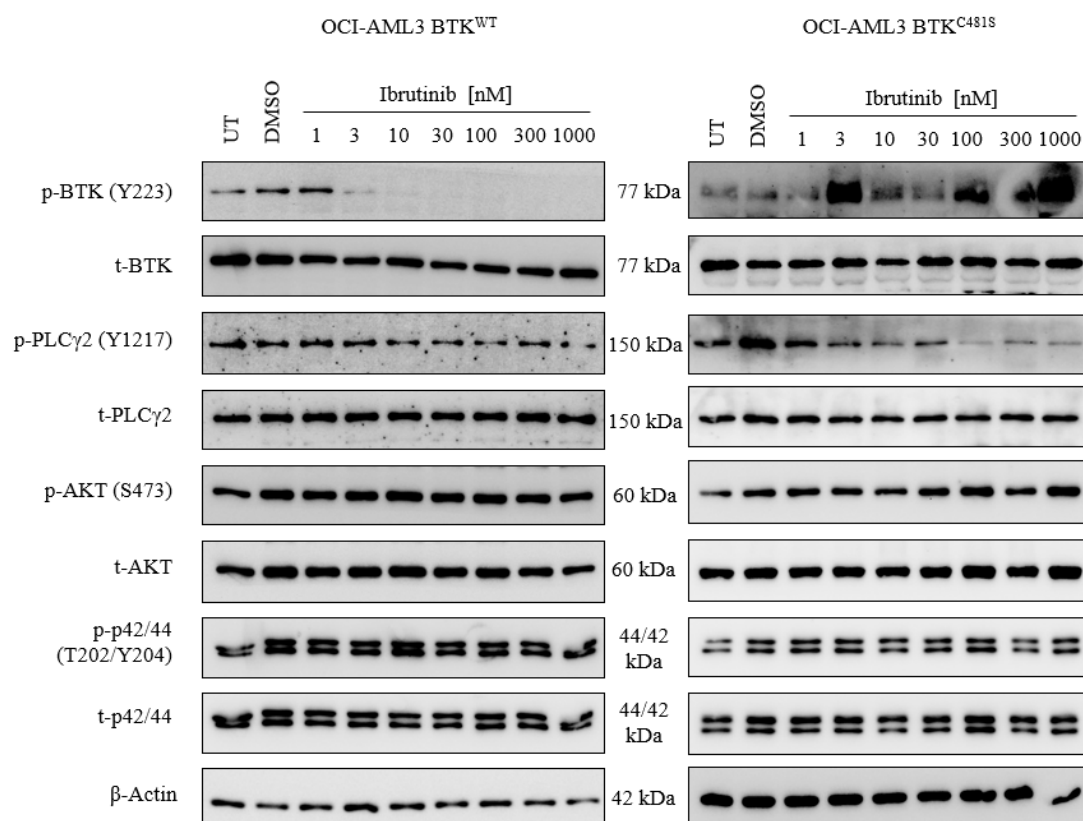 OCI-AML3 BTK^WT OCI-AML3 BTK^C481S
UT DMSO Ibrutinib [nM] UT DMSO Ibrutinib [nM]
1 3 10 30 100 300 1000 1 3 10 30 100 300 1000
p-BTK (Y223) 77 kDa
t-BTK 77 kDa
p-PLCγ2 (Y1217) 150 kDa
t-PLCγ2 150 kDa
p-AKT (S473) 60 kDa
t-AKT 60 kDa
p-p42/44 44/42
(T202/Y204) kDa
t-p42/44 44/42
kDa
β-Actin 42 kDa